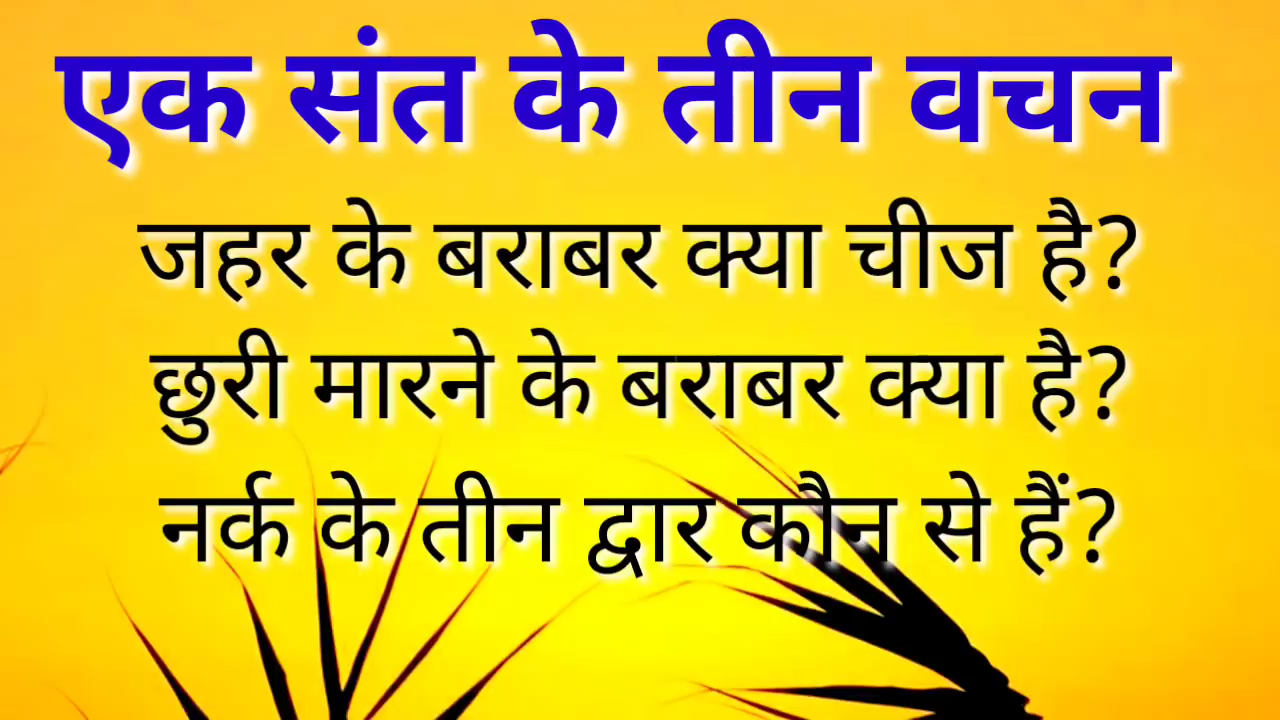 एक संत के तीन वचन
जहर के बराबर क्या चीज है?
छुरी मारने के बराबर क्या है?
नर्क के तीन द्वार कौन से हैं?